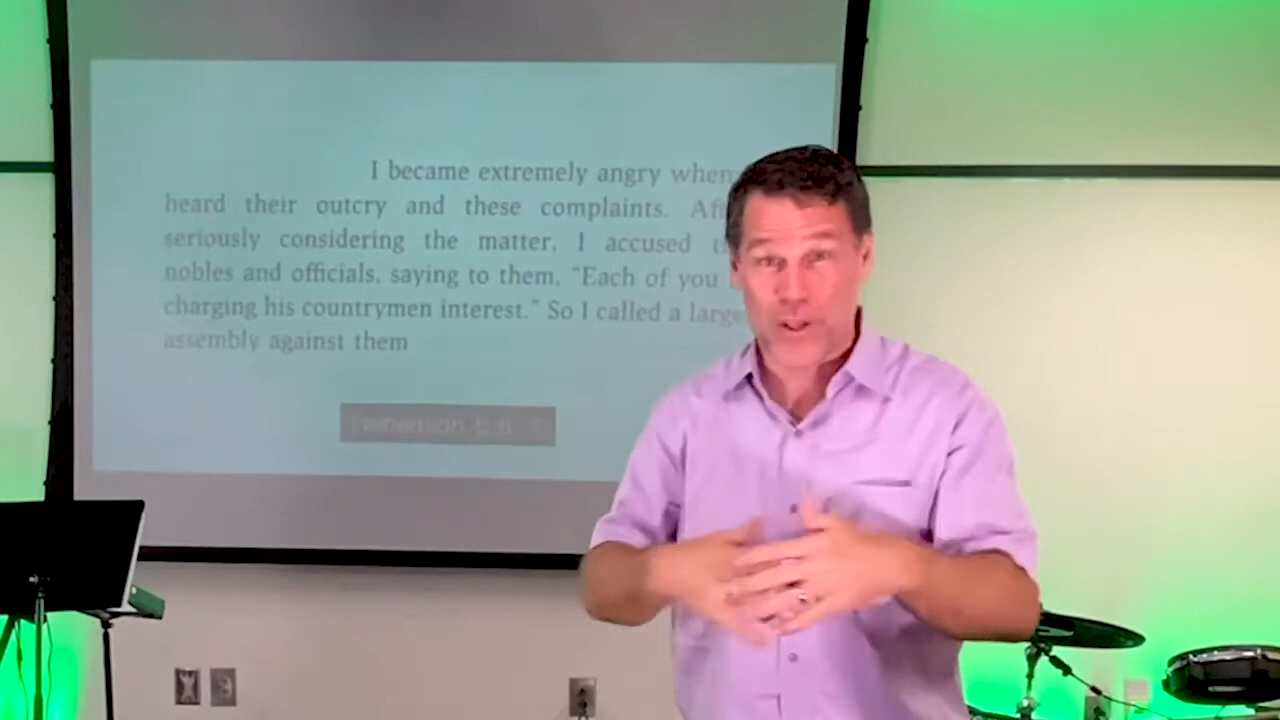 I became extremely angry when
heard their outcry and these complaints.
seriously considering the matter, I accused
nobles and officials, saying to them, "Each of you
charging his countrymen interest." So I called a large
assembly against them